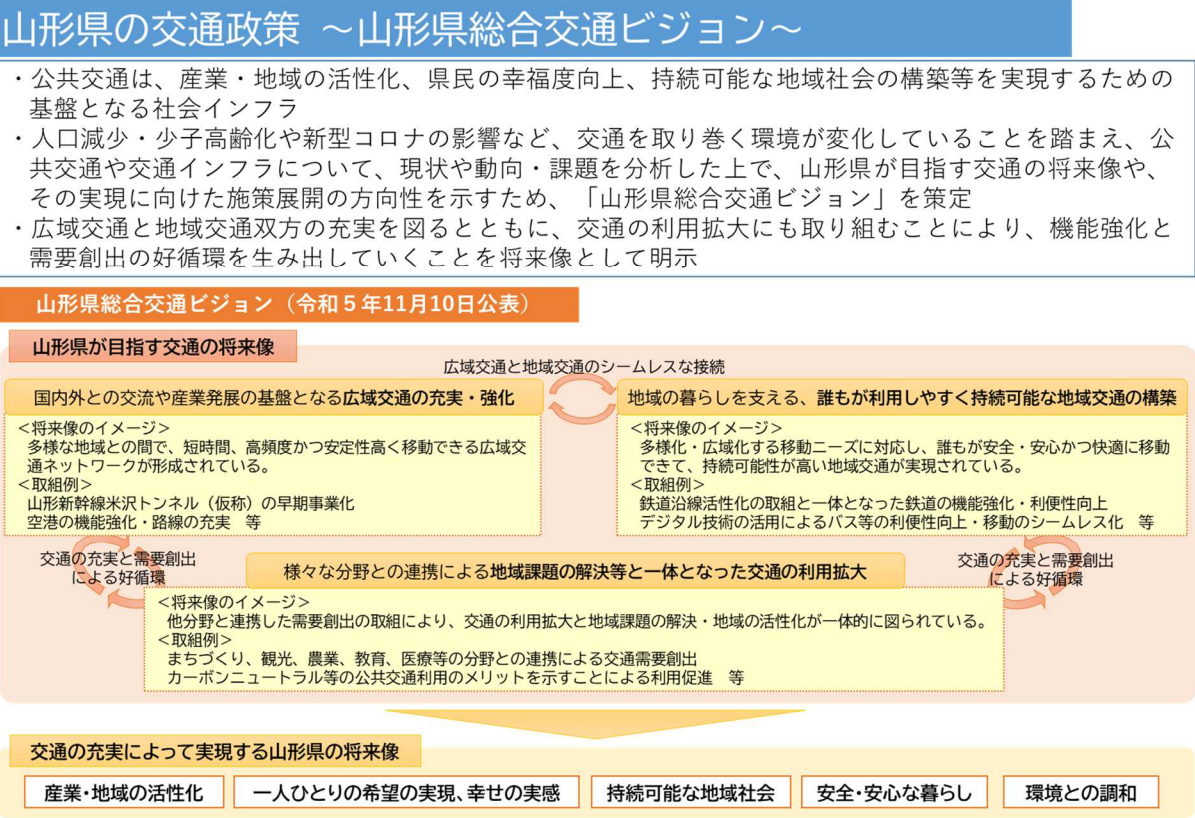 山形県の交通政策 ～山形県総合交通ビジョン～
・公共交通は、産業・地域の活性化、県民の幸福度向上、持続可能な地域社会の構築等を実現するための
基盤となる社会インフラ
・人口減少・少子高齢化や新型コロナの影響など、交通を取り巻く環境が変化していることを踏まえ、公
共交通や交通インフラについて、現状や動向・課題を分析した上で、山形県が目指す交通の将来像や、
その実現に向けた施策展開の方向性を示すため、「山形県総合交通ビジョン」を策定
・広域交通と地域交通双方の充実を図るとともに、交通の利用拡大にも取り組むことにより、機能強化と
需要創出の好循環を生み出していくことを将来像として明示
山形県総合交通ビジョン（令和５年11月10日公表）
山形県が目指す交通の将来像
広域交通と地域交通のシームレスな接続
国内外との交流や産業発展の基盤となる広域交通の充実・強化
＜将来像のイメージ＞
多様な地域との間で、短時間、高頻度かつ安定性高く移動できる広域交
通ネットワークが形成されている。
＜取組例＞
山形新幹線米沢トンネル（仮称）の早期事業化
空港の機能強化・路線の充実　等
地域の暮らしを支える、誰もが利用しやすく持続可能な地域交通の構築
＜将来像のイメージ＞
多様化・広域化する移動ニーズに対応し、誰もが安全・安心かつ快適に移動
できて、持続可能性が高い地域交通が実現されている。
＜取組例＞
鉄道沿線活性化の取組と一体となった鉄道の機能強化・利便性向上
デジタル技術の活用によるバス等の利便性向上・移動のシームレス化　等
交通の充実と需要創出
による好循環
交通の充実と需要創出
による好循環
様々な分野との連携による地域課題の解決等と一体となった交通の利用拡大
＜将来像のイメージ＞
他分野と連携した需要創出の取組により、交通の利用拡大と地域課題の解決・地域の活性化が一体的に図られている。
＜取組例＞
まちづくり、観光、農業、教育、医療等の分野との連携による交通需要創出
カーボンニュートラル等の公共交通利用のメリットを示すことによる利用促進　等
交通の充実によって実現する山形県の将来像
産業・地域の活性化
一人ひとりの希望の実現、幸せの実感
持続可能な地域社会
安全・安心な暮らし
環境との調和